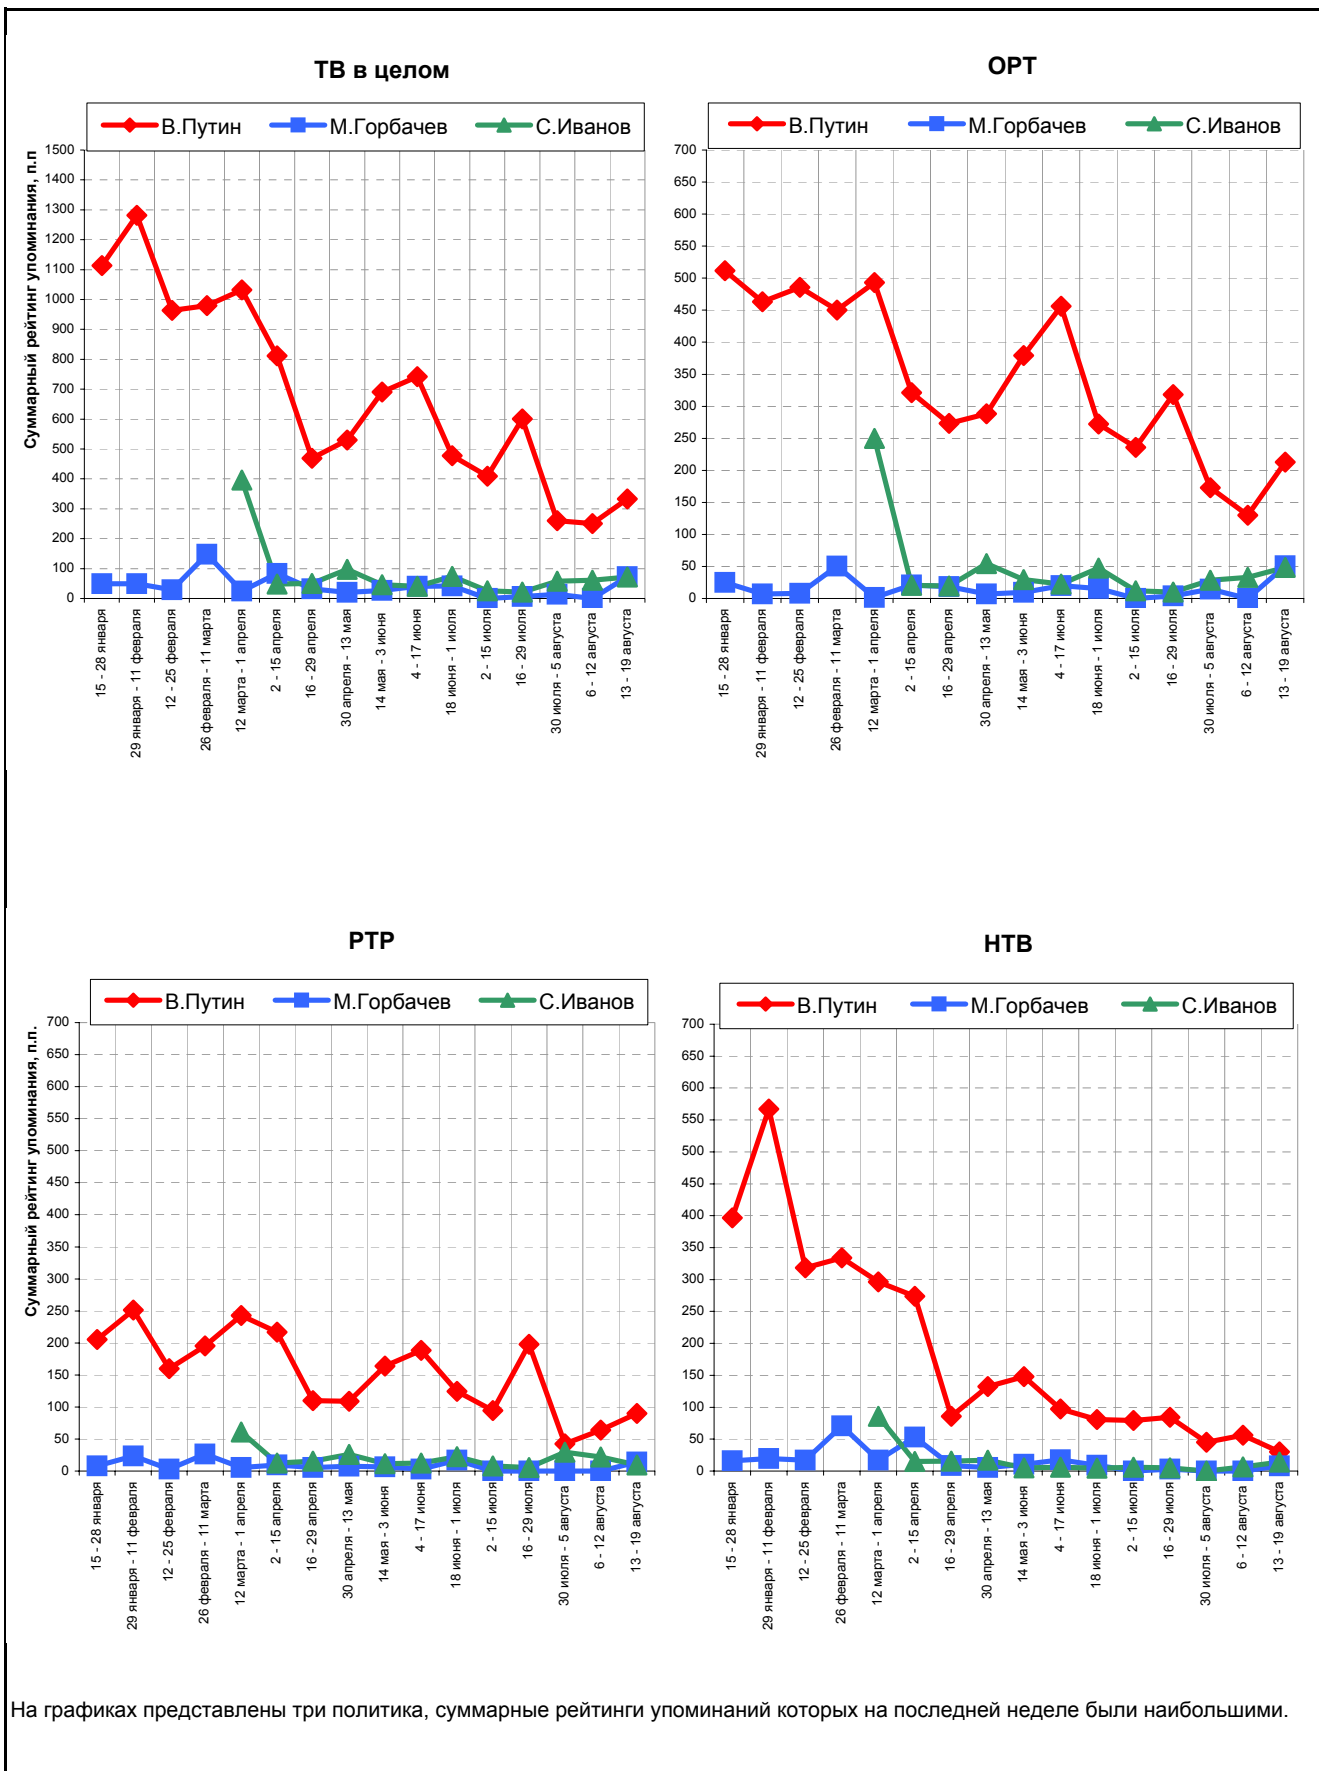 ТВ в целом
В.Путин М.Горбачев С.Иванов
Суммарный рейтинг упоминания, п.п
1500
1400
1300
1200
1100
1000
900
800
700
600
500
400
300
200
100
0
15 - 28 января
29 января - 11 февраля
12 - 25 февраля
26 февраля - 11 марта
12 марта - 1 апреля
2 - 15 апреля
16 - 29 апреля
30 апреля - 13 мая
14 мая - 3 июня
4 - 17 июня
18 июня - 1 июля
2 - 15 июля
16 - 29 июля
30 июля - 5 августа
6 - 12 августа
13 - 19 августа
ОРТ
В.Путин М.Горбачев С.Иванов
700
650
600
550
500
450
400
350
300
250
200
150
100
50
0
15 - 28 января
29 января - 11 февраля
12 - 25 февраля
26 февраля - 11 марта
12 марта - 1 апреля
2 - 15 апреля
16 - 29 апреля
30 апреля - 13 мая
14 мая - 3 июня
4 - 17 июня
18 июня - 1 июля
2 - 15 июля
16 - 29 июля
30 июля - 5 августа
6 - 12 августа
13 - 19 августа
РТР
В.Путин М.Горбачев С.Иванов
Суммарный рейтинг упоминания, п.п.
700
650
600
550
500
450
400
350
300
250
200
150
100
50
0
15 - 28 января
29 января - 11 февраля
12 - 25 февраля
26 февраля - 11 марта
12 марта - 1 апреля
2 - 15 апреля
16 - 29 апреля
30 апреля - 13 мая
14 мая - 3 июня
4 - 17 июня
18 июня - 1 июля
2 - 15 июля
16 - 29 июля
30 июля - 5 августа
6 - 12 августа
13 - 19 августа
НТВ
В.Путин М.Горбачев С.Иванов
700
650
600
550
500
450
400
350
300
250
200
150
100
50
0
15 - 28 января
29 января - 11 февраля
12 - 25 февраля
26 февраля - 11 марта
12 марта - 1 апреля
2 - 15 апреля
16 - 29 апреля
30 апреля - 13 мая
14 мая - 3 июня
4 - 17 июня
18 июня - 1 июля
2 - 15 июля
16 - 29 июля
30 июля - 5 августа
6 - 12 августа
13 - 19 августа
На графиках представлены три политика, суммарные рейтинги упоминаний которых на последней неделе были наибольшими.